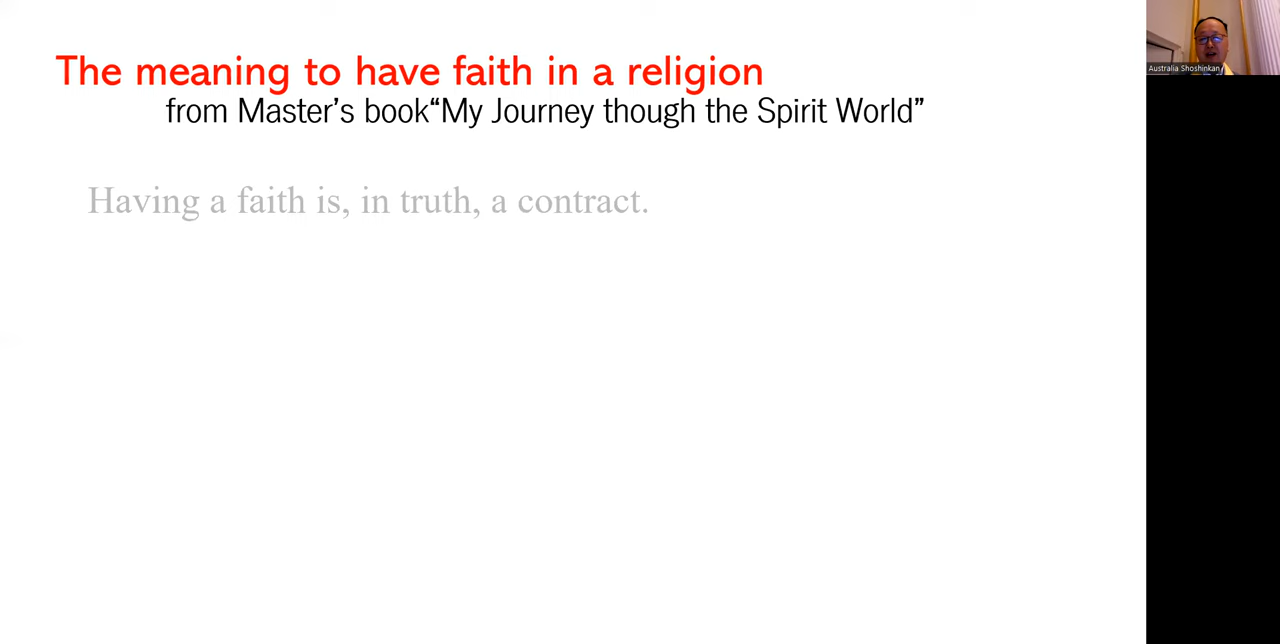 The meaning to have faith in a religion
from Master’s book“My Journey though the Spirit World”
Having a faith is, in truth, a contract.
Australia Shoshinkan